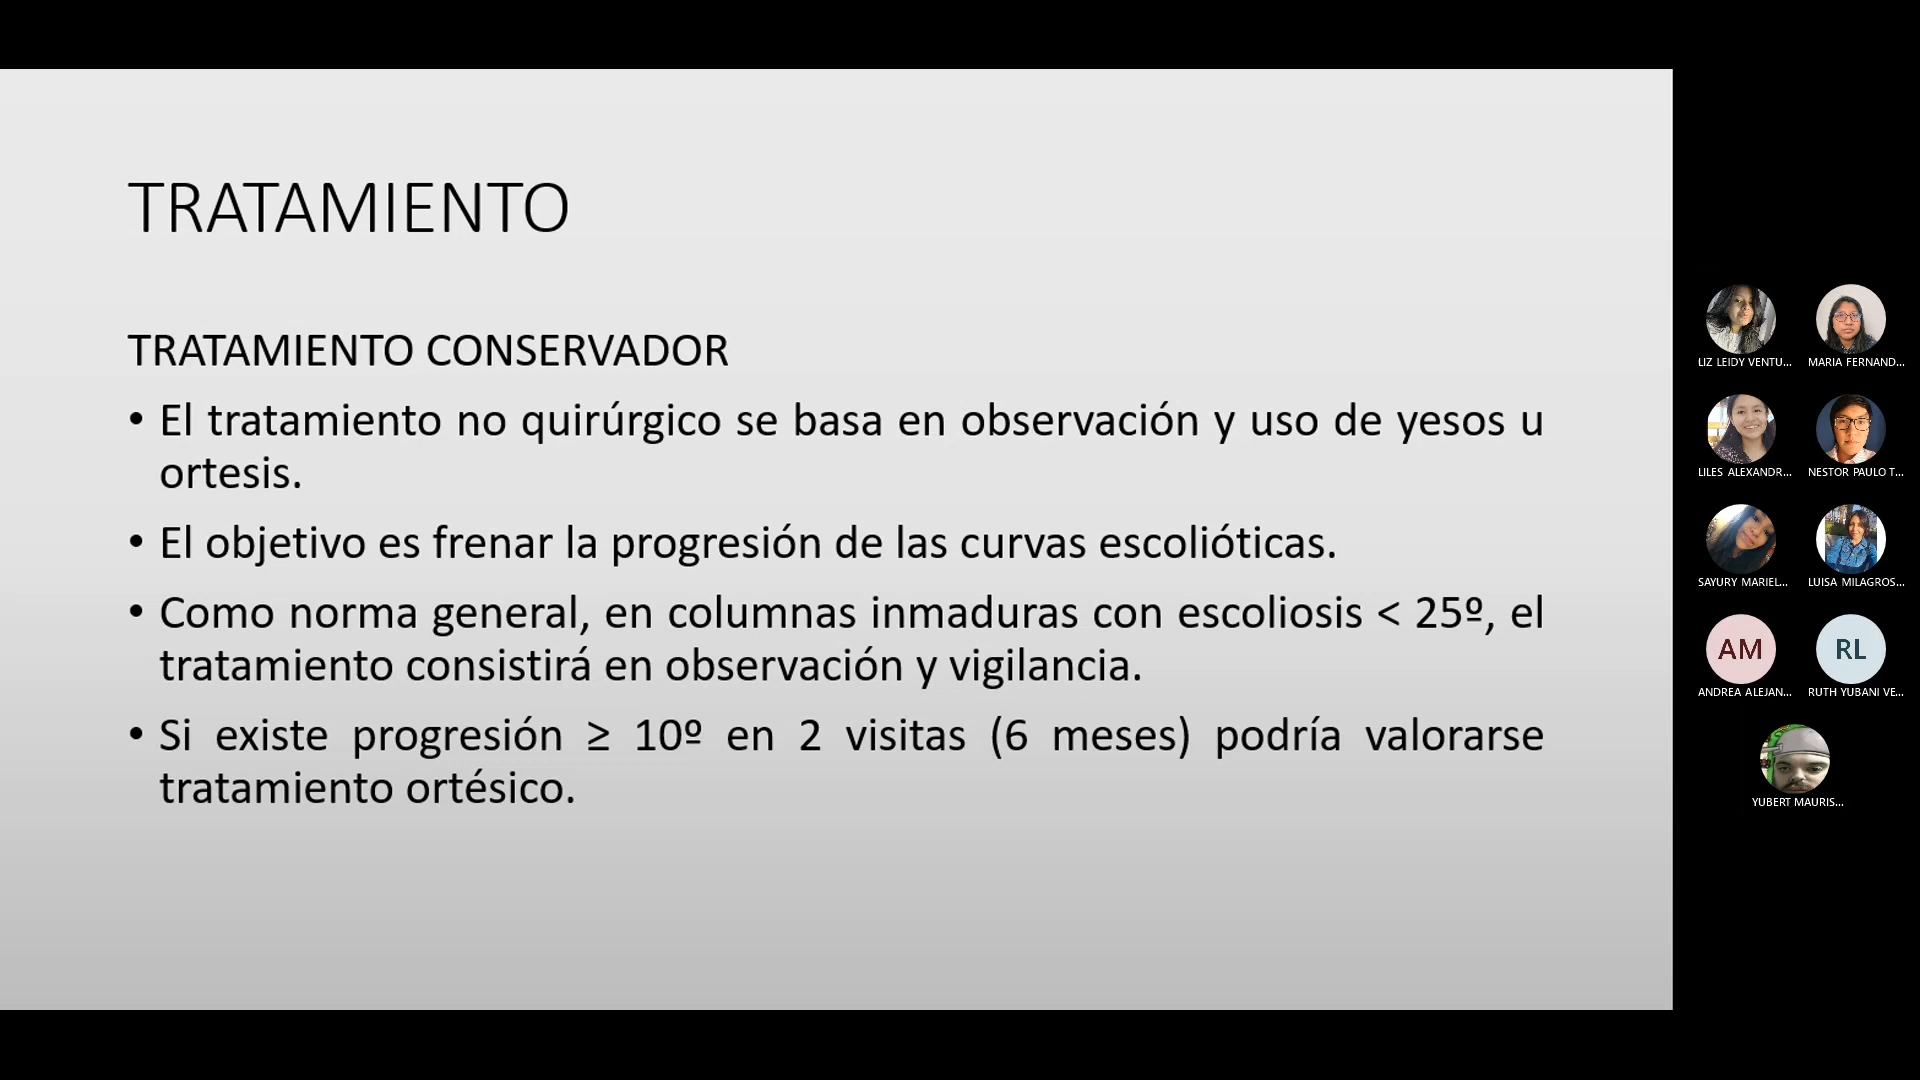 TRATAMIENTO
TRATAMIENTO CONSERVADOR
• El tratamiento no quirúrgico se basa en observación y uso de yesos u
ortesis.
• El objetivo es frenar la progresión de las curvas escolióticas.
• Como norma general, en columnas inmaduras con escoliosis < 25º, el
tratamiento consistirá en observación y vigilancia.
• Si existe progresión ≥ 10º en 2 visitas (6 meses) podría valorarse
tratamiento ortésico.
LIZ LEIDY VENTU...
MARIA FERNAND...
LILES ALEXANDR...
NESTOR PAULO T...
SAYURY MARIEL...
LUISA MILAGROS...
AM
RL
ANDREA ALEJAN...
RUTH YUBANI VE...
YUBERT MAURIS...